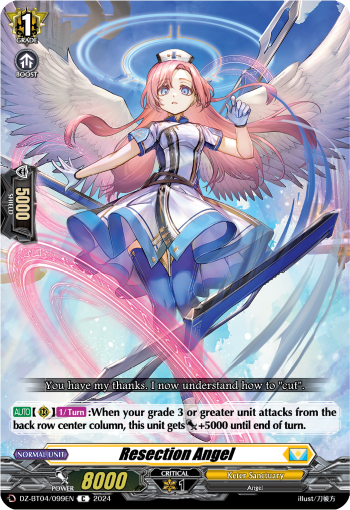 1
GRADE
BOOST
5000
SHIELD
You have my thanks. I now understand how to "cut".
AUTO【 】1/Turn:When your grade 3 or greater unit attacks from the
back row center column, this unit gets +5000 until end of turn.
NORMAL UNIT
Resection Angel
POWER 8000
CRITICAL
1
Keter Sanctuary
Angel
DZ-BT04/099EN C 2024
illust/刀彼方